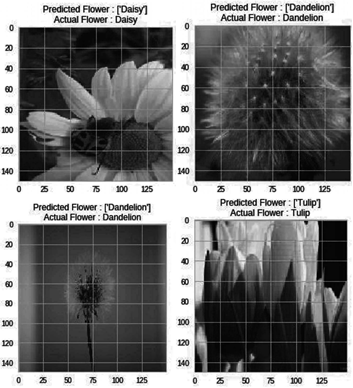 Predicted Flower : ['Daisy']
Actual Flower : Daisy
0
20
40
60
80
100
120
140
0 25 50 75 100 125
Predicted Flower : ['Dandelion']
Actual Flower : Dandelion
0
20
40
60
80
100
120
140
0 25 50 75 100 125
Predicted Flower : ['Dandelion']
Actual Flower : Dandelion
0
20
40
60
80
100
120
140
0 25 50 75 100 125
Predicted Flower : ['Tulip']
Actual Flower : Tulip
0
20
40
60
80
100
120
140
0 25 50 75 100 125